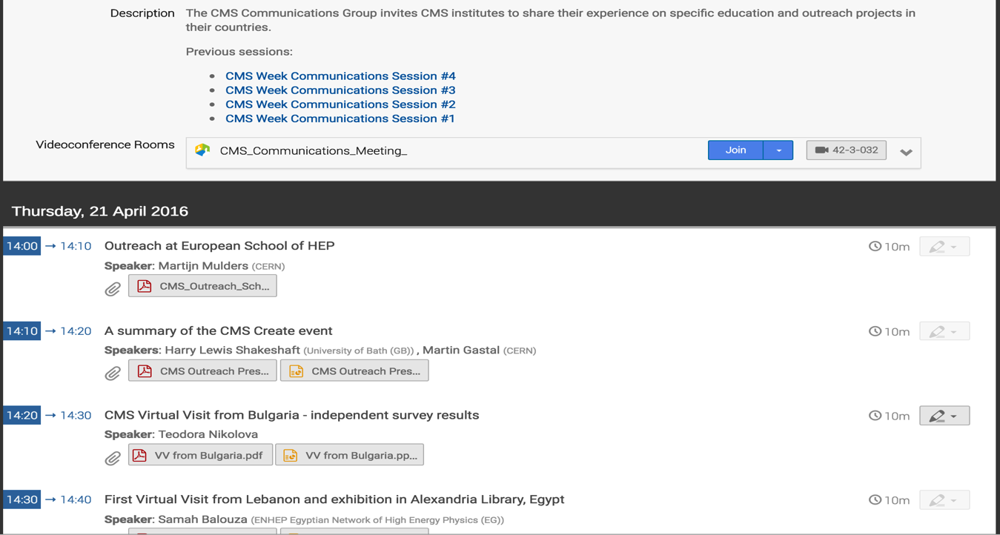 Description The CMS Communications Group invites CMS institutes to share their experience on specific education and outreach projects in
their countries.
Previous sessions:
CMS Week Communications Session #4
CMS Week Communications Session #3
CMS Week Communications Session #2
CMS Week Communications Session #1
Videoconference Rooms CMS_Communications_Meeting_ Join 42-3-032
Thursday, 21 April 2016
14:00 → 14:10 Outreach at European School of HEP 10m
Speaker: Martijn Mulders (CERN)
CMS_Outreach_Sch...
14:10 → 14:20 A summary of the CMS Create event 10m
Speakers: Harry Lewis Shakeshaft (University of Bath (GB)) , Martin Gastal (CERN)
CMS Outreach Pres... CMS Outreach Pres...
14:20 → 14:30 CMS Virtual Visit from Bulgaria - independent survey results 10m
Speaker: Teodora Nikolova
VV from Bulgaria.pdf VV from Bulgaria.pp...
14:30 → 14:40 First Virtual Visit from Lebanon and exhibition in Alexandria Library, Egypt 10m
Speaker: Samah Balouza (ENHEP Egyptian Network of High Energy Physics (EG))